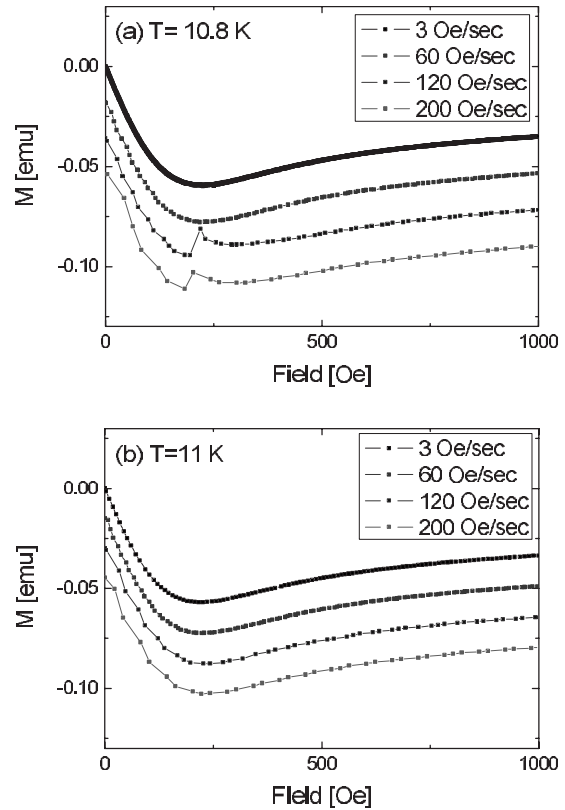 (a) T= 10.8 K
3 Oe/sec
60 Oe/sec
120 Oe/sec
200 Oe/sec
0.00
-0.05
-0.10
M [emu]
0
500
1000
Field [Oe]
(b) T=11 K
3 Oe/sec
60 Oe/sec
120 Oe/sec
200 Oe/sec
0.00
-0.05
-0.10
M [emu]
0
500
1000
Field [Oe]